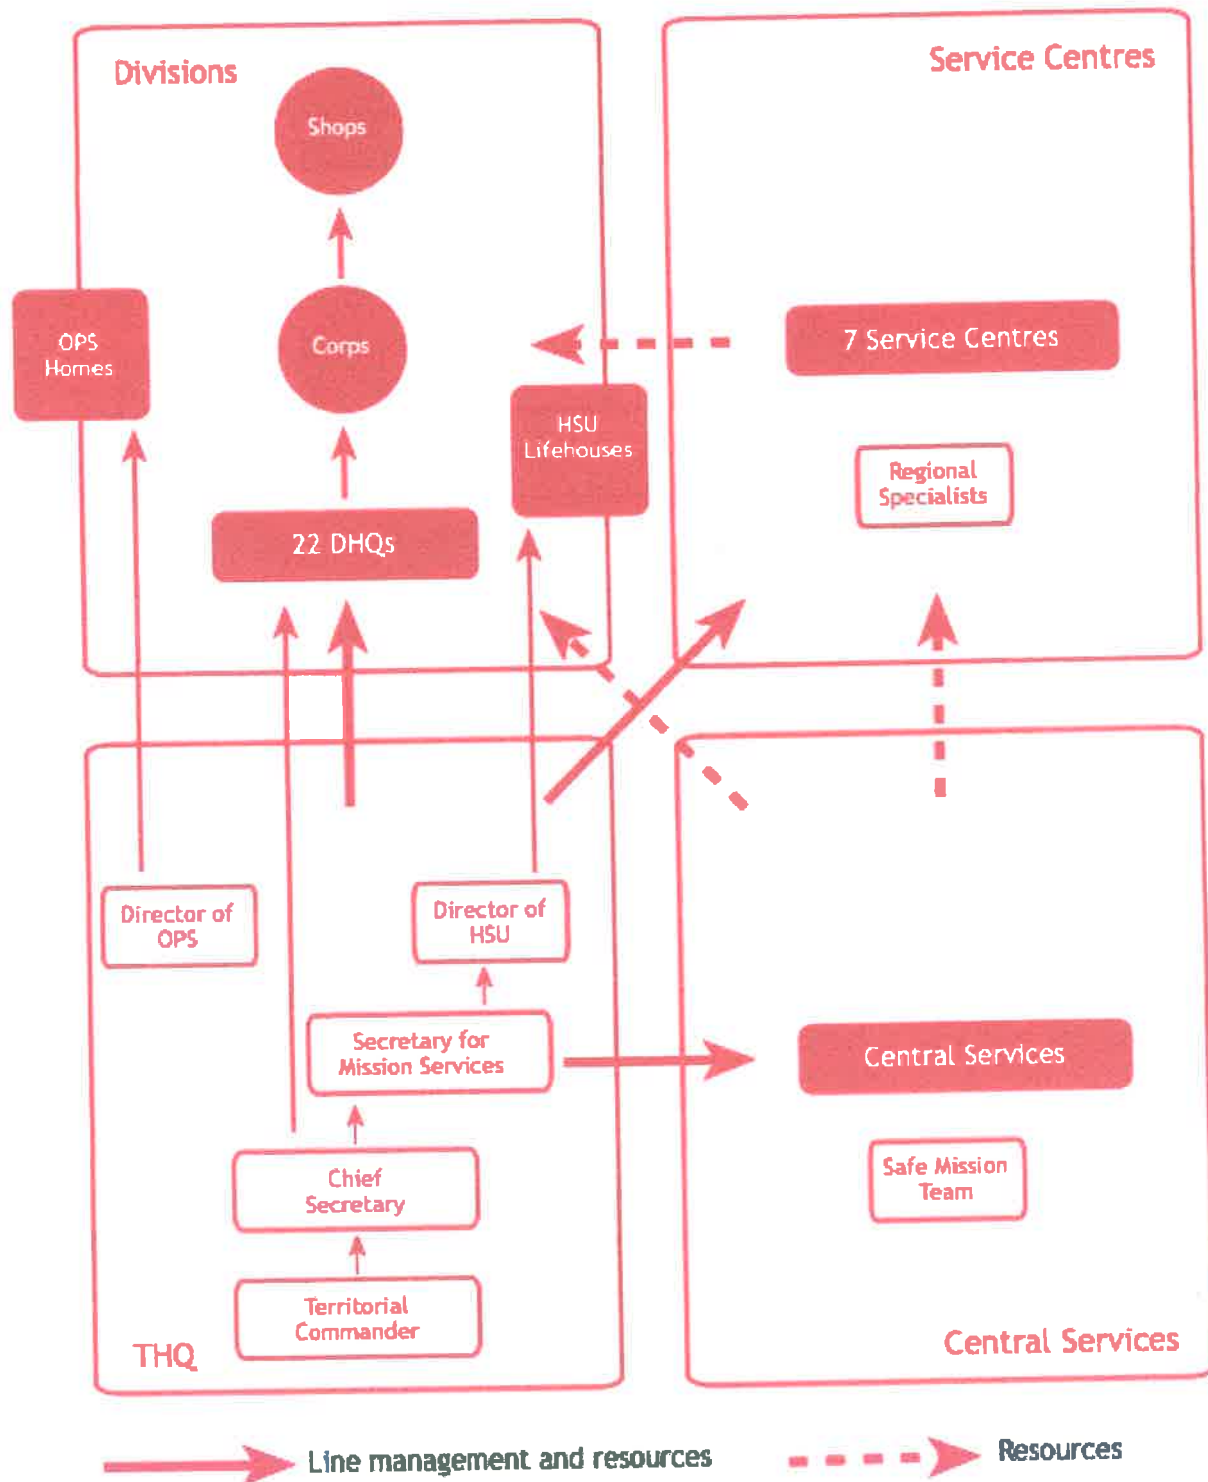 Divisions
Shops
Corps
OPS
Homes
HSU
Lifehouses
22 DHQs
Service Centres
7 Service Centres
Regional
Specialists
Director of
OPS
Director of
HSU
Secretary for
Mission Services
Chief
Secretary
Territorial
Commander
THQ
Central Services
Safe Mission
Team
Central Services
Line management and resources
Resources